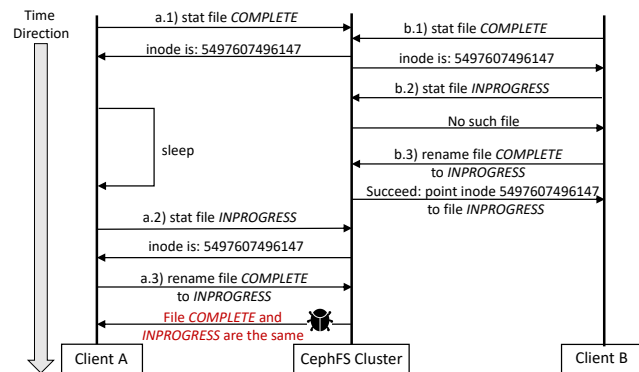 Time
Direction
a.1) stat file COMPLETE
b.1) stat file COMPLETE
inode is: 5497607496147
inode is: 5497607496147
b.2) stat file INPROGRESS
No such file
sleep
b.3) rename file COMPLETE
to INPROGRESS
Succeed: point inode 5497607496147
to file INPROGRESS
a.2) stat file INPROGRESS
inode is: 5497607496147
a.3) rename file COMPLETE
to INPROGRESS
File COMPLETE and
INPROGRESS are the same
Client A
CephFS Cluster
Client B